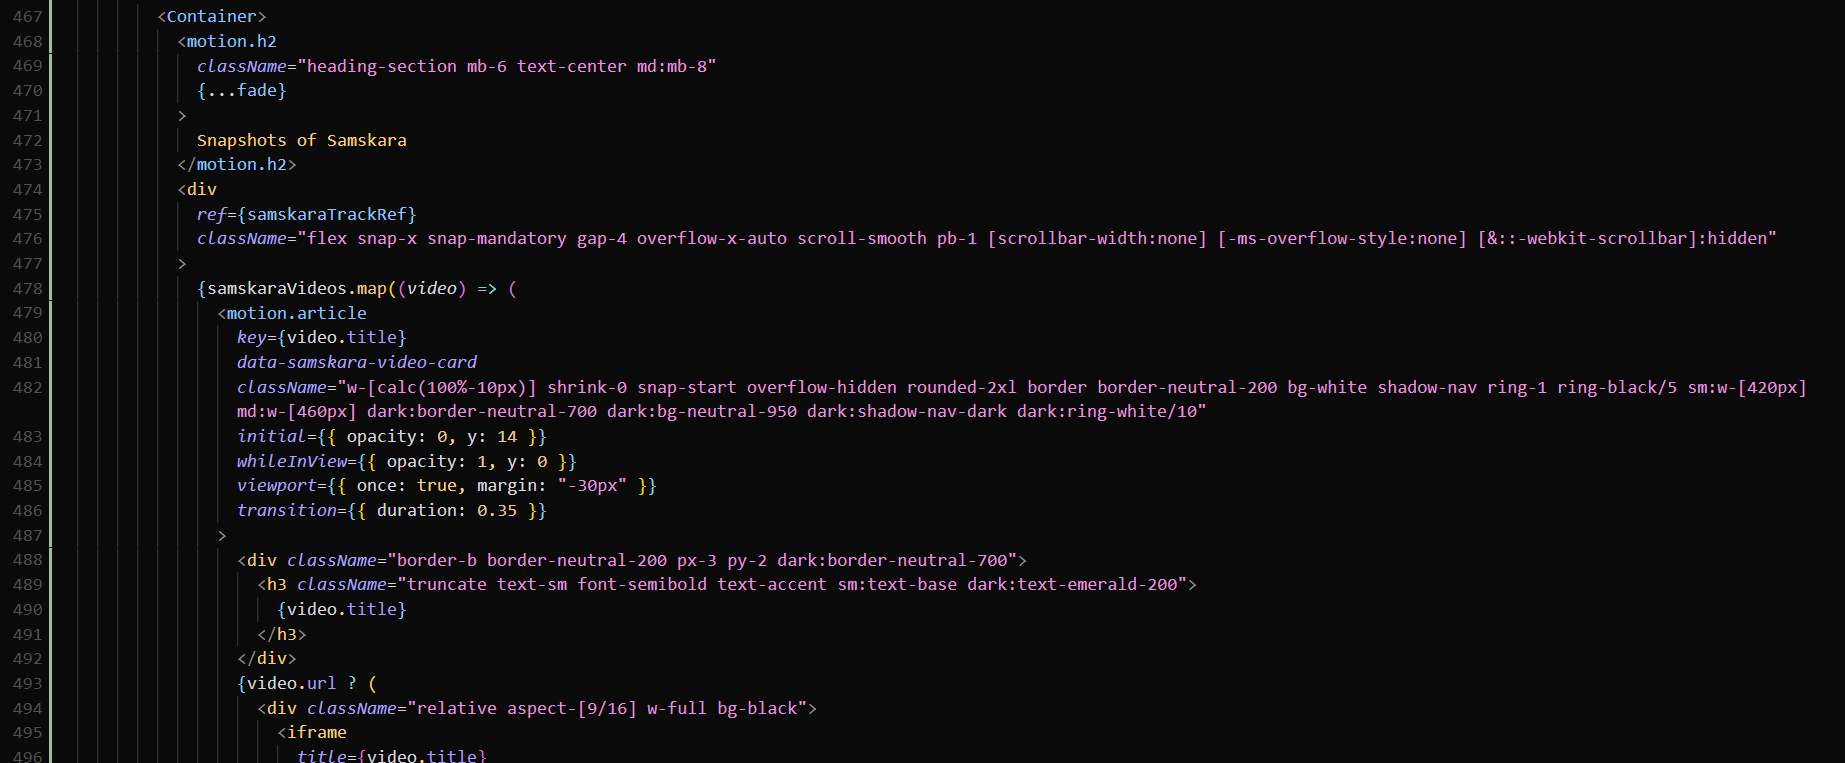 467 <Container>
468 <motion.h2
469 className="heading-section mb-6 text-center md:mb-8"
470 {...fade}
471 >
472 Snapshots of Samskara
473 </motion.h2>
474 <div
475 ref={samskaraTrackRef}
476 className="flex snap-x snap-mandatory gap-4 overflow-x-auto scroll-smooth pb-1 [scrollbar-width:none] [-ms-overflow-style:none] [&::-webkit-scrollbar]:hidden"
477 >
478 {samskaraVideos.map((video) => (
479 <motion.article
480 key={video.title}
481 data-samskara-video-card
482 className="w-[calc(100%-10px)] shrink-0 snap-start overflow-hidden rounded-2xl border border-neutral-200 bg-white shadow-nav ring-1 ring-black/5 sm:w-[420px]
md:w-[460px] dark:border-neutral-700 dark:bg-neutral-950 dark:shadow-nav-dark dark:ring-white/10"
483 initial={{ opacity: 0, y: 14 }}
484 whileInView={{ opacity: 1, y: 0 }}
485 viewport={{ once: true, margin: "-30px" }}
486 transition={{ duration: 0.35 }}
487 >
488 <div className="border-b border-neutral-200 px-3 py-2 dark:border-neutral-700">
489 <h3 className="truncate text-sm font-semibold text-accent sm:text-base dark:text-emerald-200">
490 {video.title}
491 </h3>
492 </div>
493 {video.url ? (
494 <div className="relative aspect-[9/16] w-full bg-black">
495 <iframe
496 title={video.title}